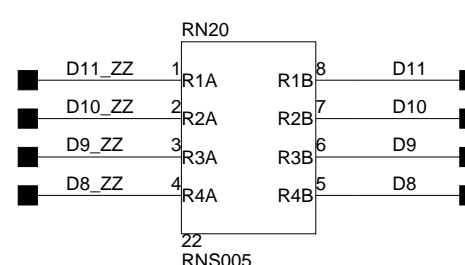 RN20
D11_ZZ 1 R1A R1B 8 D11
D10_ZZ 2 R2A R2B 7 D10
D9_ZZ 3 R3A R3B 6 D9
D8_ZZ 4 R4A R4B 5 D8
22
RNS005